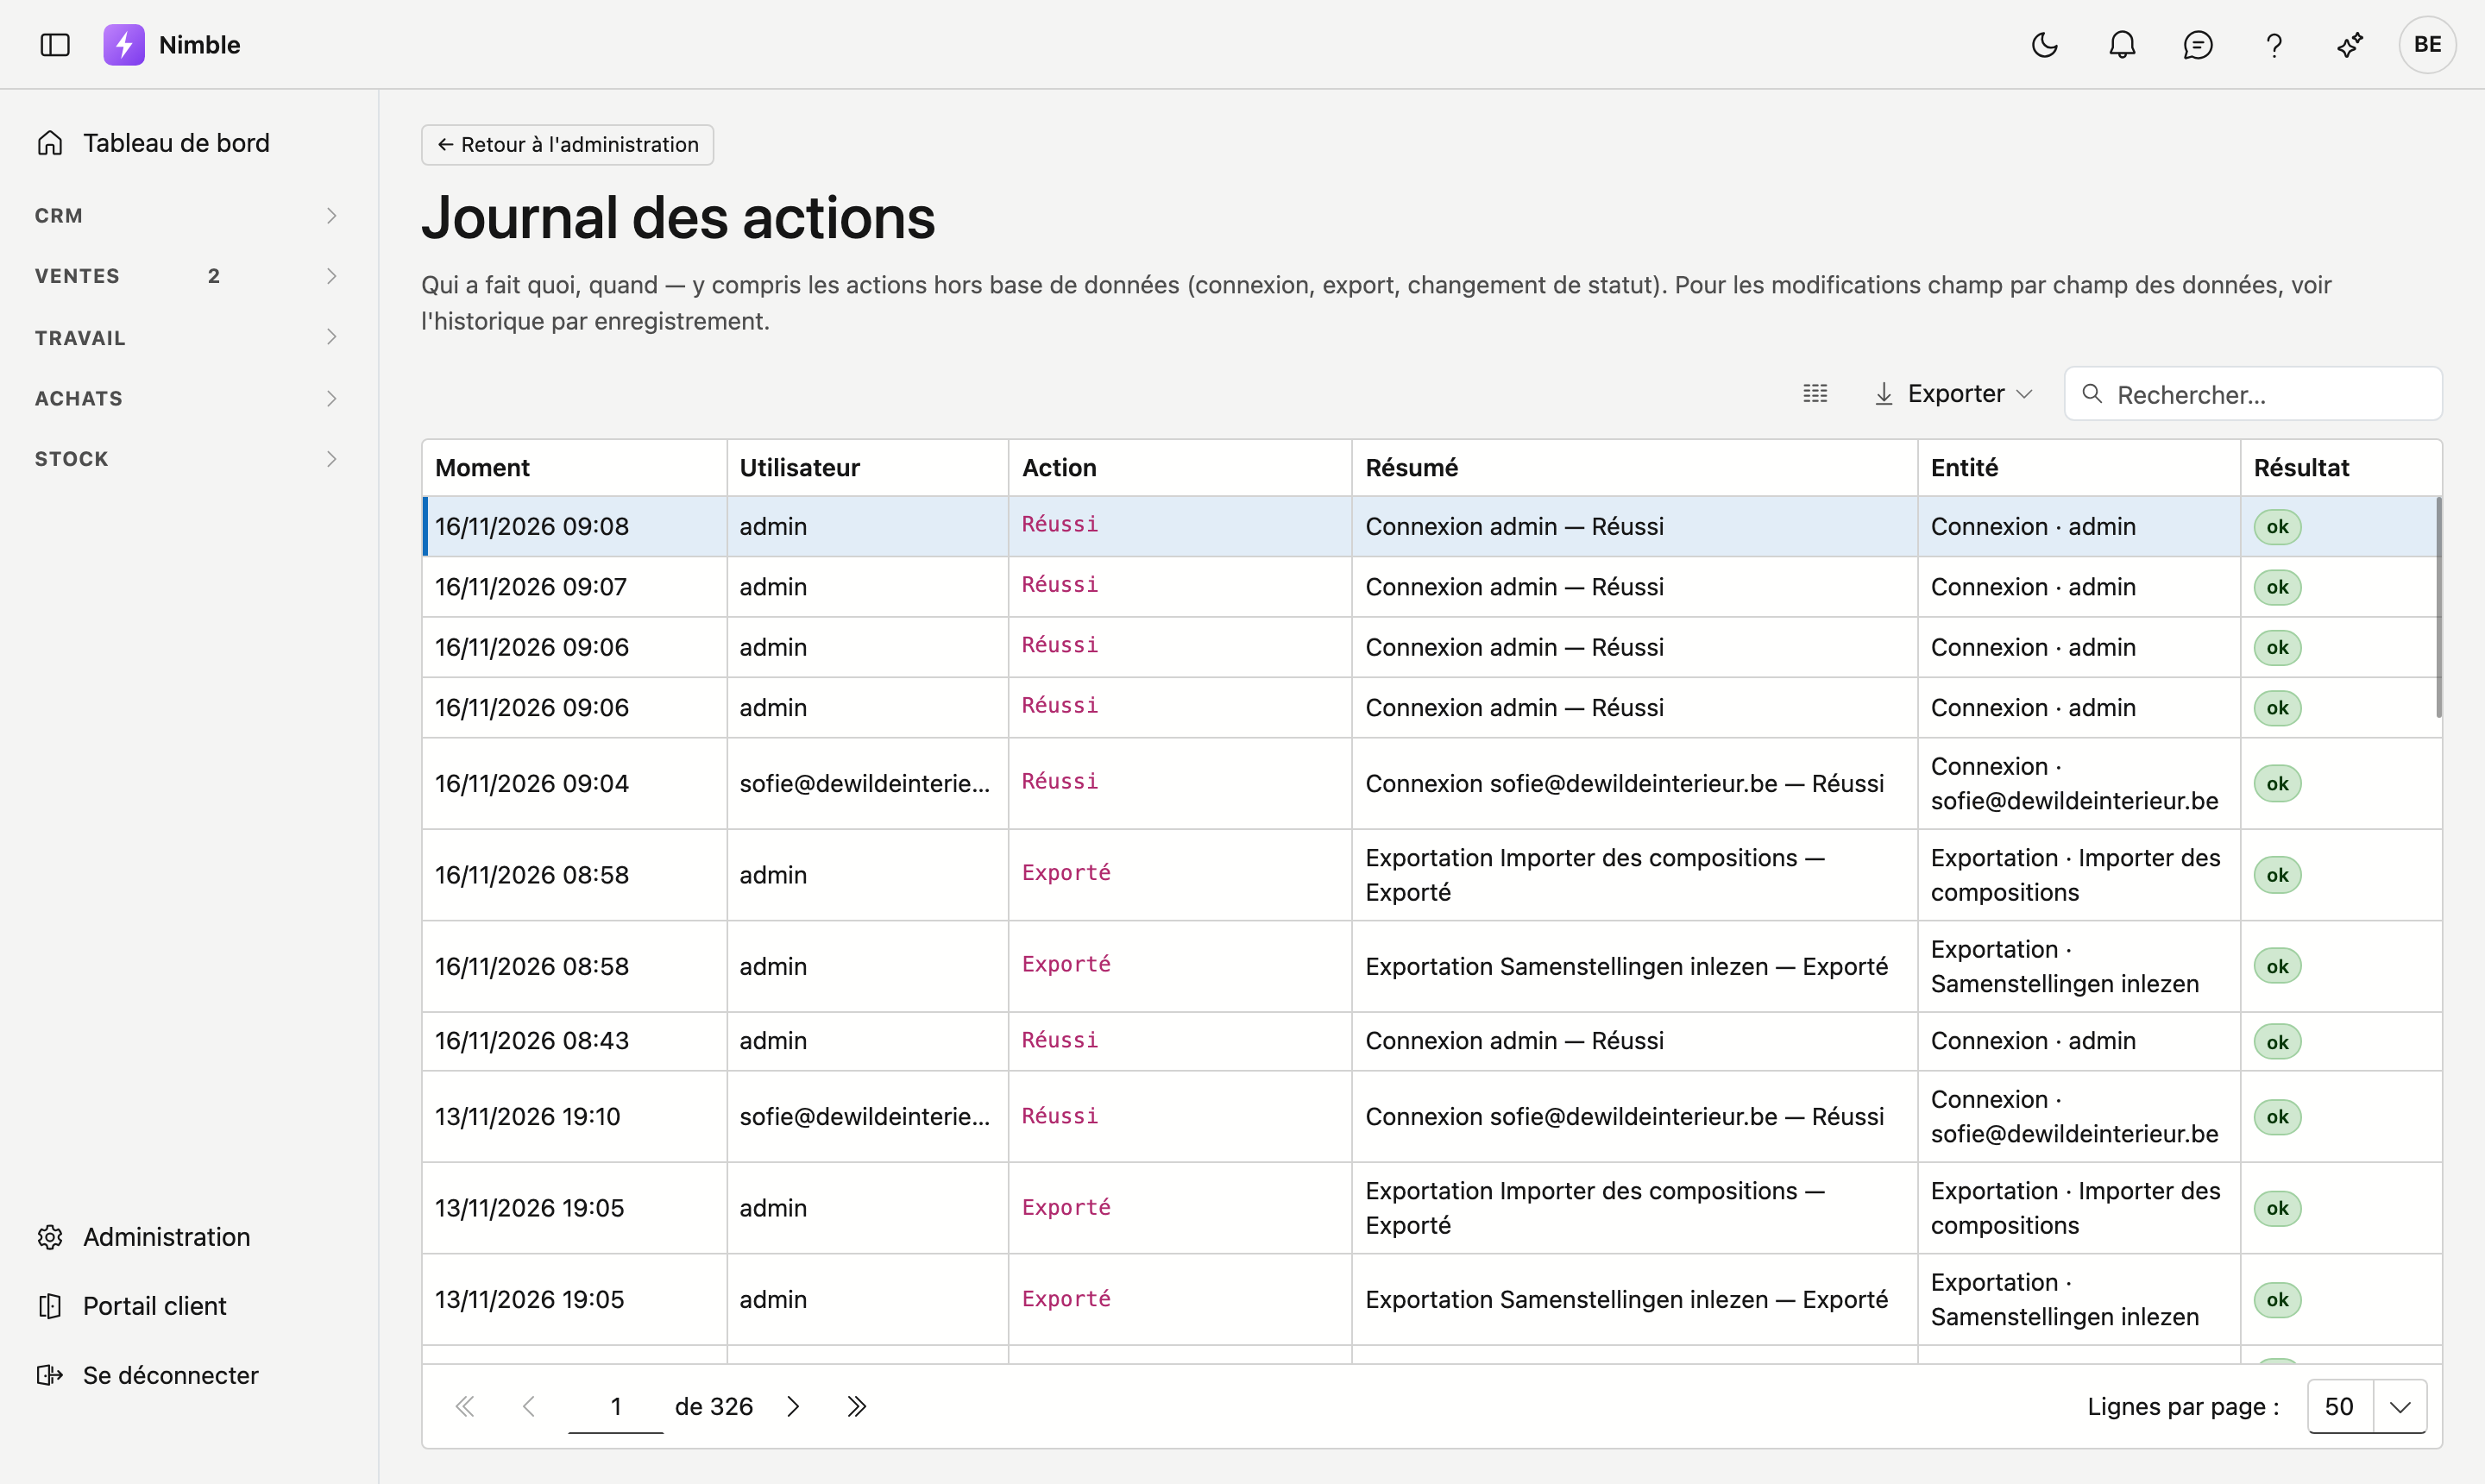 Nimble
BE
Tableau de bord
CRM
VENTES 2
TRAVAIL
ACHATS
STOCK
Administration
Portail client
Se déconnecter
← Retour à l'administration
Journal des actions
Qui a fait quoi, quand — y compris les actions hors base de données (connexion, export, changement de statut). Pour les modifications champ par champ des données, voir
l'historique par enregistrement.
Exporter
Rechercher...
Moment Utilisateur Action Résumé Entité Résultat
16/11/2026 09:08 admin Réussi Connexion admin — Réussi Connexion · admin ok
16/11/2026 09:07 admin Réussi Connexion admin — Réussi Connexion · admin ok
16/11/2026 09:06 admin Réussi Connexion admin — Réussi Connexion · admin ok
16/11/2026 09:06 admin Réussi Connexion admin — Réussi Connexion · admin ok
16/11/2026 09:04 sofie@dewildeinterie... Réussi Connexion sofie@dewildeinterieur.be — Réussi Connexion ·
sofie@dewildeinterieur.be ok
16/11/2026 08:58 admin Exporté Exportation Importer des compositions —
Exporté Exportation · Importer des
compositions ok
16/11/2026 08:58 admin Exporté Exportation Samenstellingen inlezen — Exporté Exportation ·
Samenstellingen inlezen ok
16/11/2026 08:43 admin Réussi Connexion admin — Réussi Connexion · admin ok
13/11/2026 19:10 sofie@dewildeinterie... Réussi Connexion sofie@dewildeinterieur.be — Réussi Connexion ·
sofie@dewildeinterieur.be ok
13/11/2026 19:05 admin Exporté Exportation Importer des compositions —
Exporté Exportation · Importer des
compositions ok
13/11/2026 19:05 admin Exporté Exportation Samenstellingen inlezen — Exporté Exportation ·
Samenstellingen inlezen ok
1 de 326
Lignes par page : 50